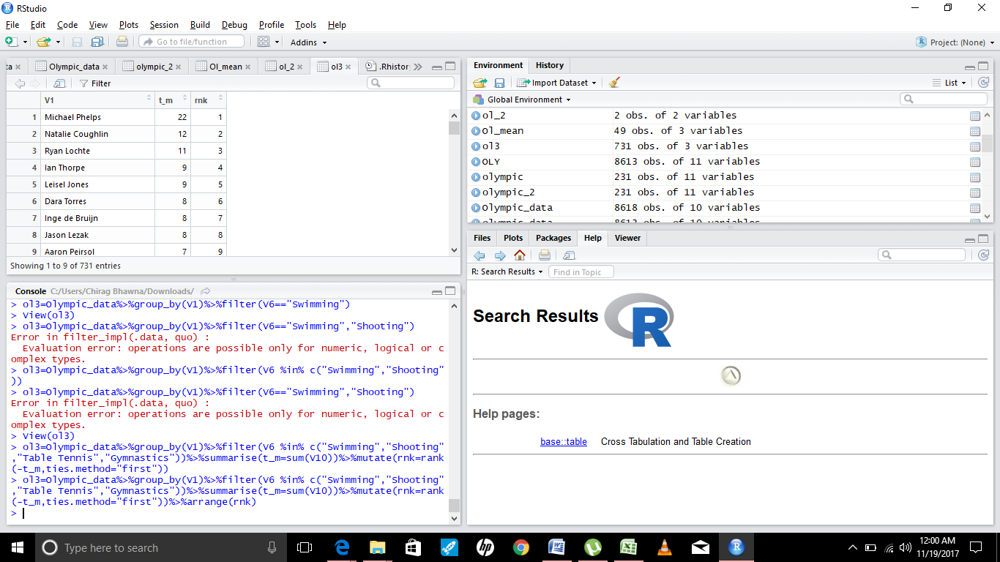 RStudio
File Edit Code View Plots Session Build Debug Profile Tools Help
Go to file/function Addins Project: (None)
ta Olympic_data olympic_2 Ol_mean ol_2 ol3 .Rhistor
Filter
V1 t_m rnk
1 Michael Phelps 22 1
2 Natalie Coughlin 12 2
3 Ryan Lochte 11 3
4 Ian Thorpe 9 4
5 Leisel Jones 9 5
6 Dara Torres 8 6
7 Inge de Bruijn 8 7
8 Jason Lezak 8 8
9 Aaron Peirsol 7 9
Showing 1 to 9 of 731 entries
Console C:/Users/Chirag Bhawna/Downloads/
> ol3=Olympic_data%>%group_by(V1)%>%filter(V6=="Swimming")
> View(ol3)
> ol3=Olympic_data%>%group_by(V1)%>%filter(V6=="Swimming","Shooting")
Error in filter_impl(.data, quo) :
Evaluation error: operations are possible only for numeric, logical or c
omplex types.
> ol3=Olympic_data%>%group_by(V1)%>%filter(V6 %in% c("Swimming","Shooting"
))
> ol3=Olympic_data%>%group_by(V1)%>%filter(V6=="Swimming","Shooting")
Error in filter_impl(.data, quo) :
Evaluation error: operations are possible only for numeric, logical or c
omplex types.
> View(ol3)
> ol3=Olympic_data%>%group_by(V1)%>%filter(V6 %in% c("Swimming","Shooting"
,"Table Tennis","Gymnastics"))%>%summarise(t_m=sum(V10))%>%mutate(rnk=rank
(-t_m,ties.method="first"))
> ol3=Olympic_data%>%group_by(V1)%>%filter(V6 %in% c("Swimming","Shooting"
,"Table Tennis","Gymnastics"))%>%summarise(t_m=sum(V10))%>%mutate(rnk=rank
(-t_m,ties.method="first"))%>%arrange(rnk)
>
Environment History
Import Dataset List
Global Environment
ol_2 2 obs. of 2 variables
Ol_mean 49 obs. of 3 variables
ol3 731 obs. of 3 variables
OLY 8613 obs. of 11 variables
olympic 231 obs. of 11 variables
olympic_2 231 obs. of 11 variables
Olympic_data 8618 obs. of 10 variables
olympic_data 8613 obs. of 10 variables
Files Plots Packages Help Viewer
R: Search Results Find in Topic
Search Results R
Help pages:
base::table Cross Tabulation and Table Creation
Type here to search
12:00 AM
11/19/2017